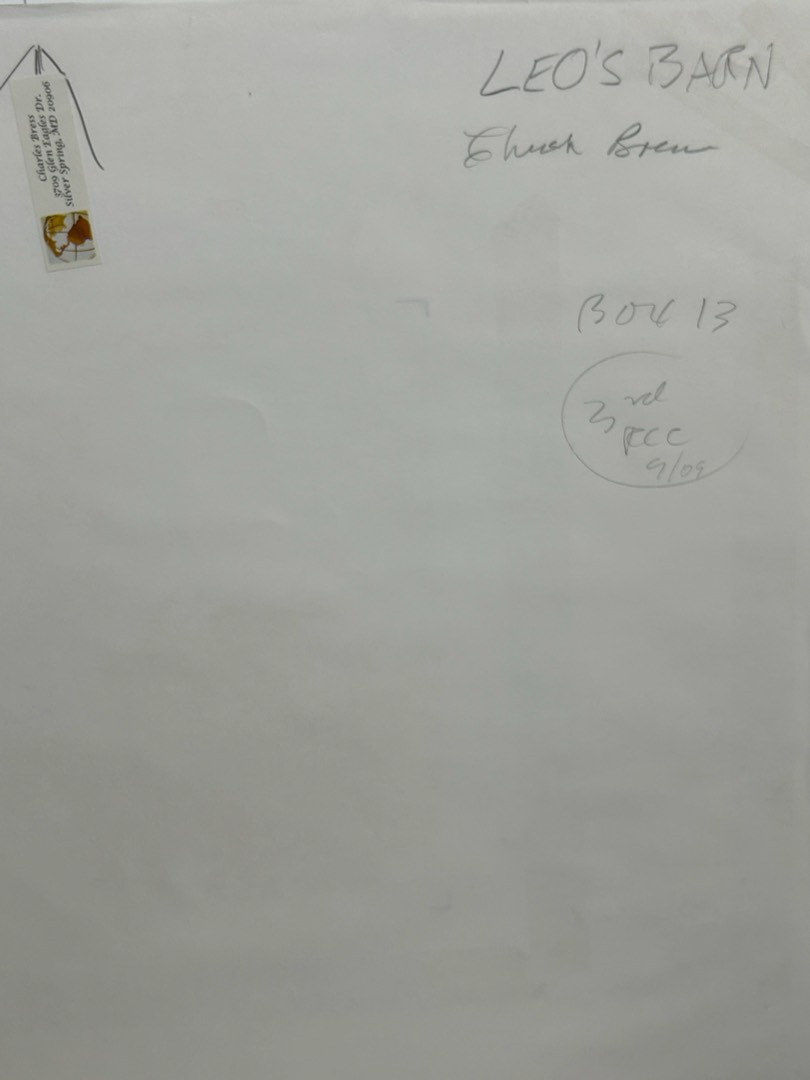 LEO'S BARN
Chuck Bress
Charles Bress
3709 Glen Eagles Dr.
Silver Spring, MD 20906
BOX 13
3rd
FCC
9/09